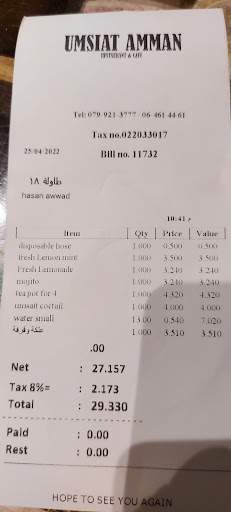 UMSIAT AMMAN
RESTAURANT & CAFE
Tel: 079-921-3777 - 06 461 44 61
Tax no.022033017
25-04-2022 Bill no. 11732
طاولة ١٨
hasan awwad
10:41 م
Item Qty Price Value
disposable hose 1.000 0.500 0.500
fresh Lemon mint 1.000 3.500 3.500
Fresh Lemonade 1.000 3.240 3.240
mojito 1.000 3.240 3.240
tea pot for 4 1.000 4.320 4.320
umsait coctail 1.000 4.000 4.000
water small 13.00 0.540 7.020
1.000 3.510 3.510
.00
Net : 27.157
Tax 8%= : 2.173
Total : 29.330
Paid : 0.00
Rest : 0.00
HOPE TO SEE YOU AGAIN